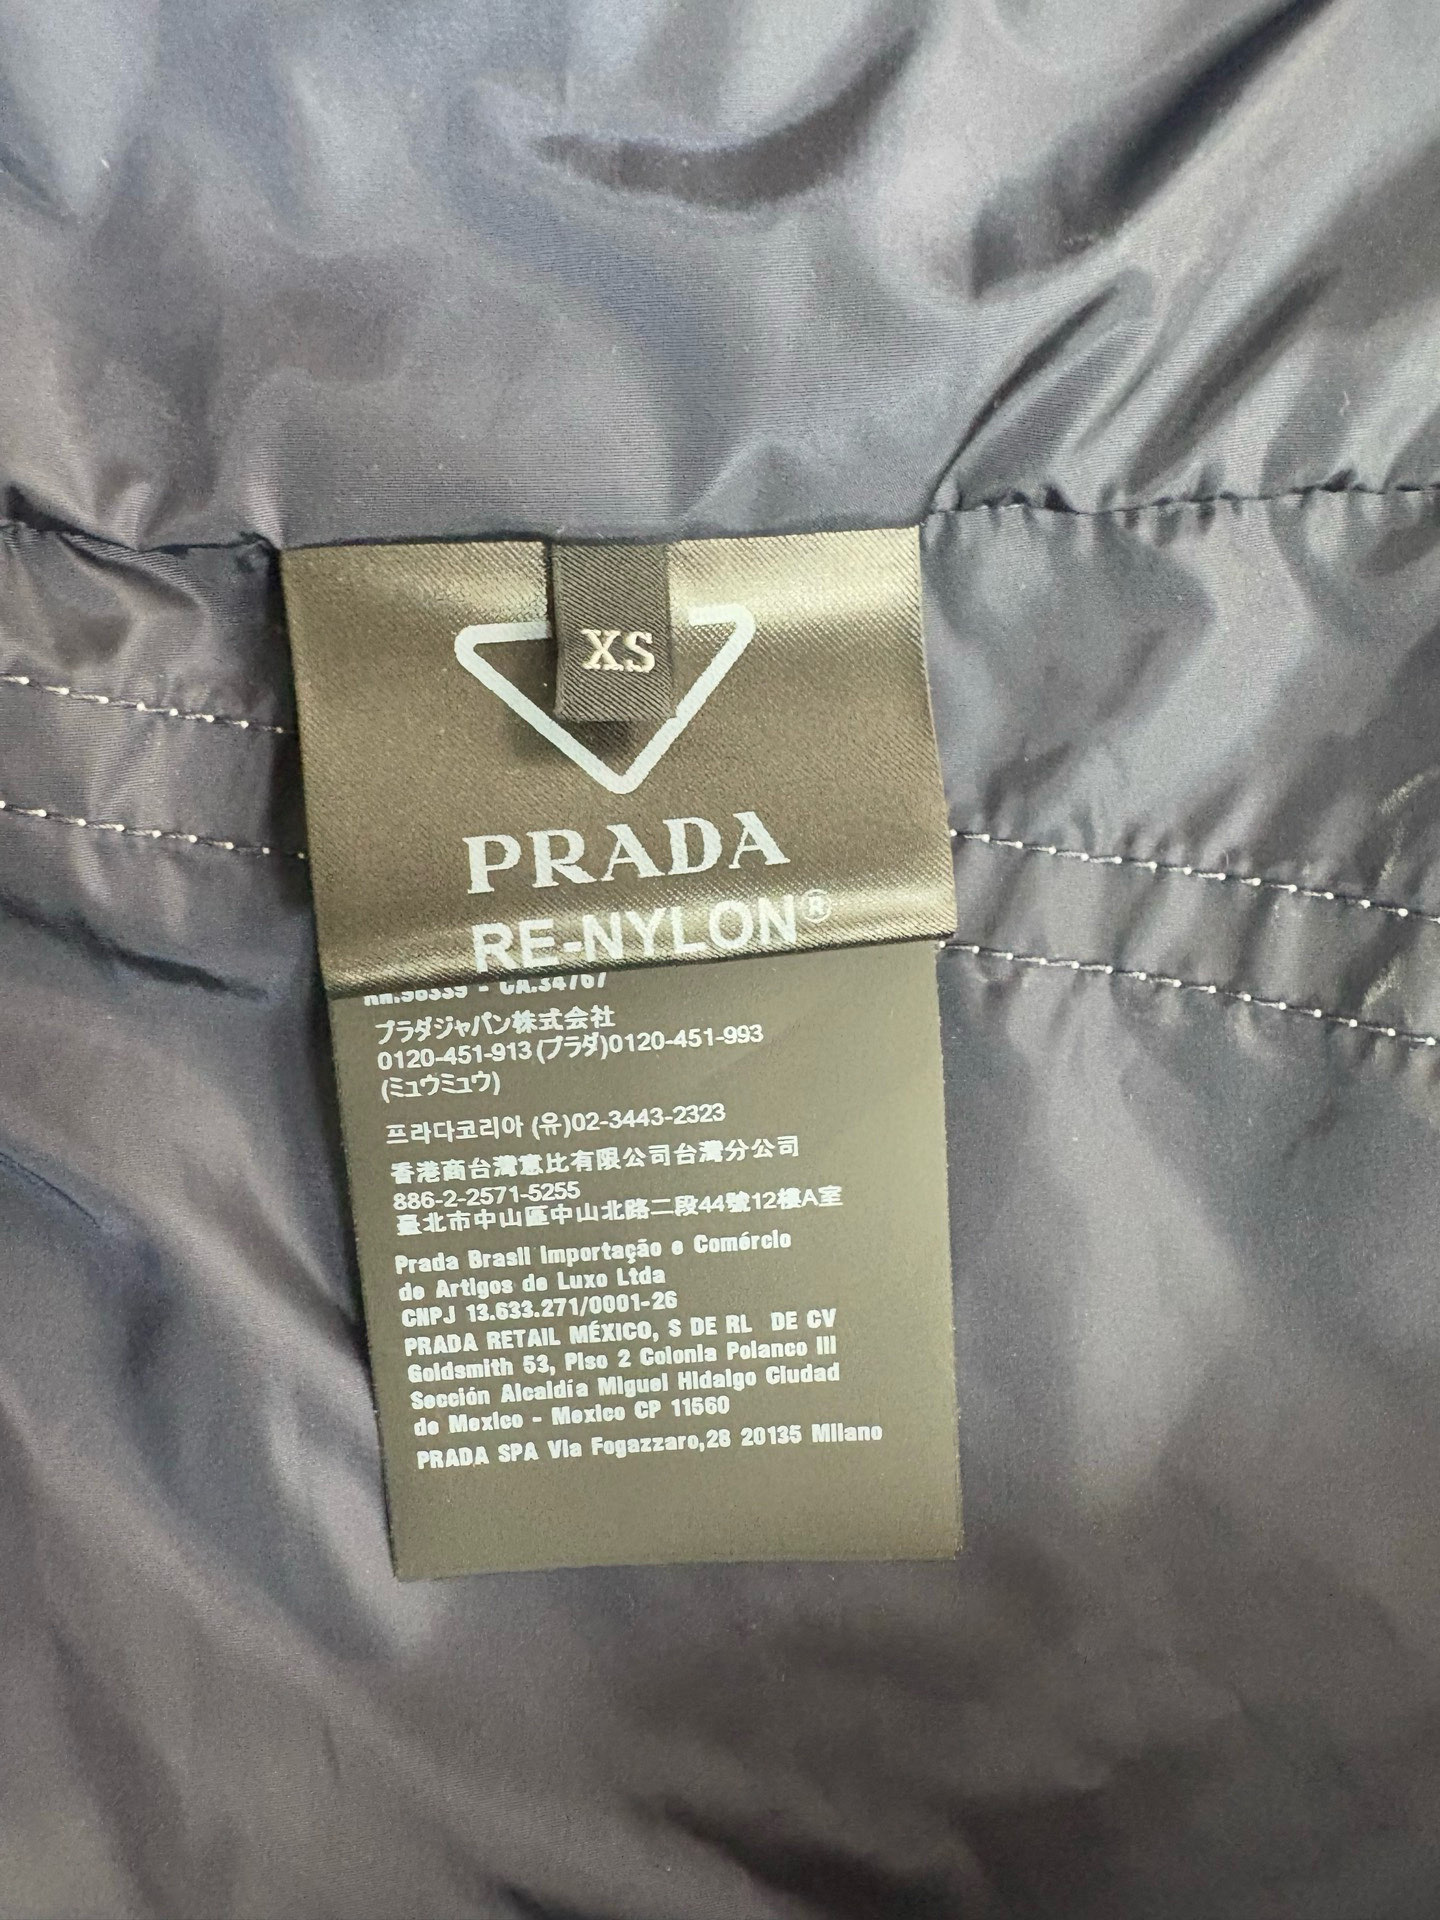 XS
PRADA
RE-NYLON®
RN.96339 - CA.34767
プラダジャパン株式会社
0120-451-913(プラダ)0120-451-993
(ミュウミュウ)
프라다코리아 (유)02-3443-2323
香港商台灣意比有限公司台灣分公司
886-2-2571-5255
臺北市中山區中山北路二段44號12樓A室
Prada Brasil Importação e Comércio
de Artigos de Luxo Ltda
CNPJ 13.633.271/0001-26
PRADA RETAIL MÉXICO, S DE RL DE CV
Goldsmith 53, Piso 2 Colonia Polanco III
Sección Alcaldía Miguel Hidalgo Ciudad
de Mexico - Mexico CP 11560
PRADA SPA Via Fogazzaro,28 20135 Milano